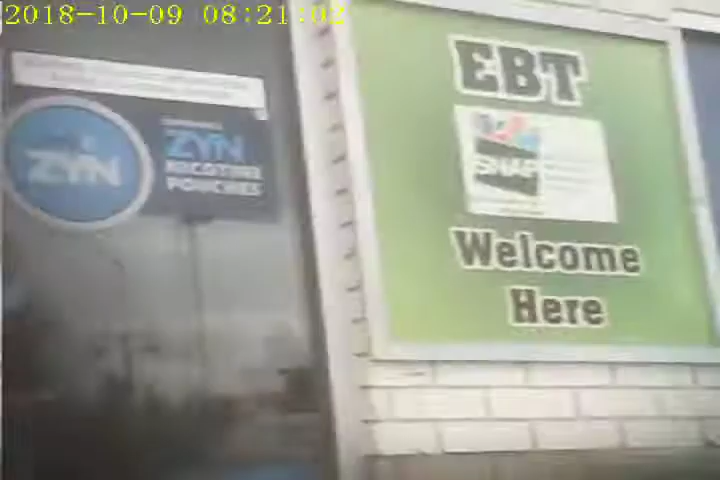 2018-10-09 08:21:02
ZYN
ZYN
NICOTINE
POUCHES
EBT
SNAP
Welcome
Here